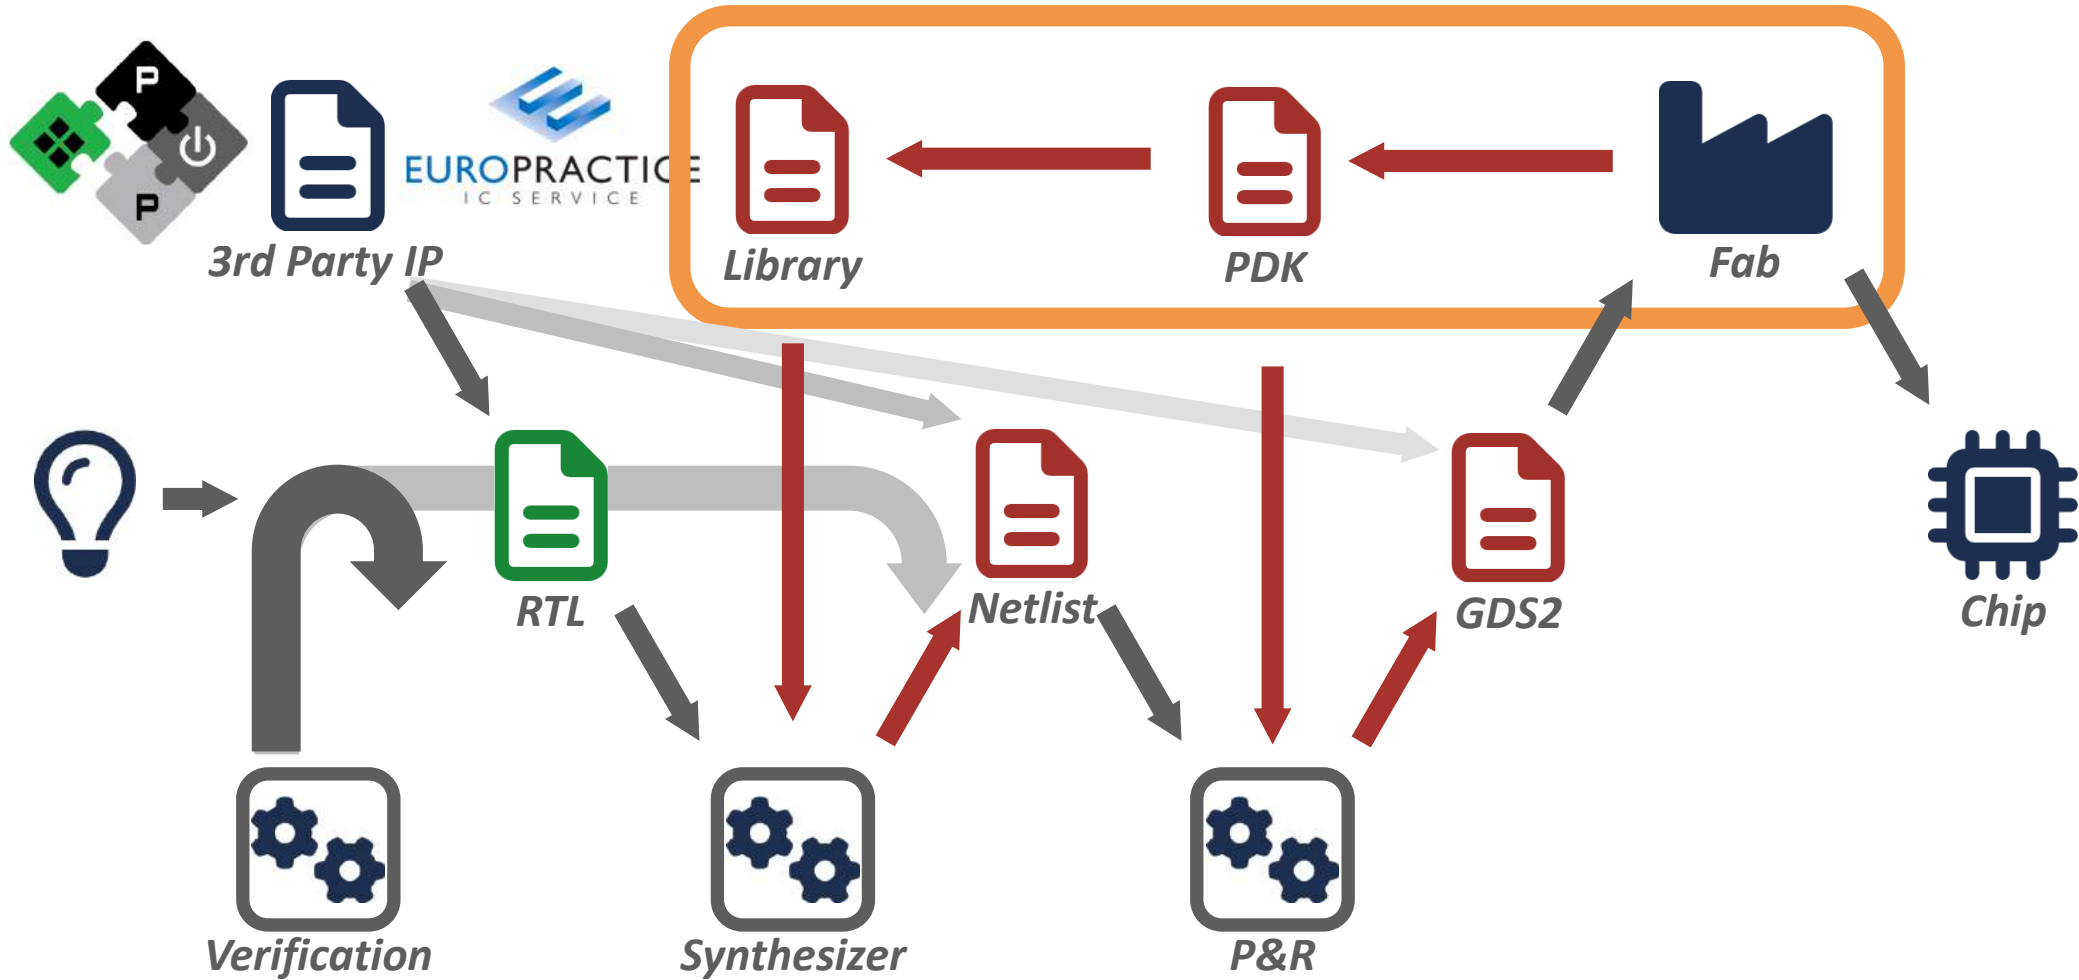 P
P
EUROPRACTICE
IC SERVICE
3rd Party IP
Library
PDK
Fab
RTL
Netlist
GDS2
Chip
Verification
Synthesizer
P&R